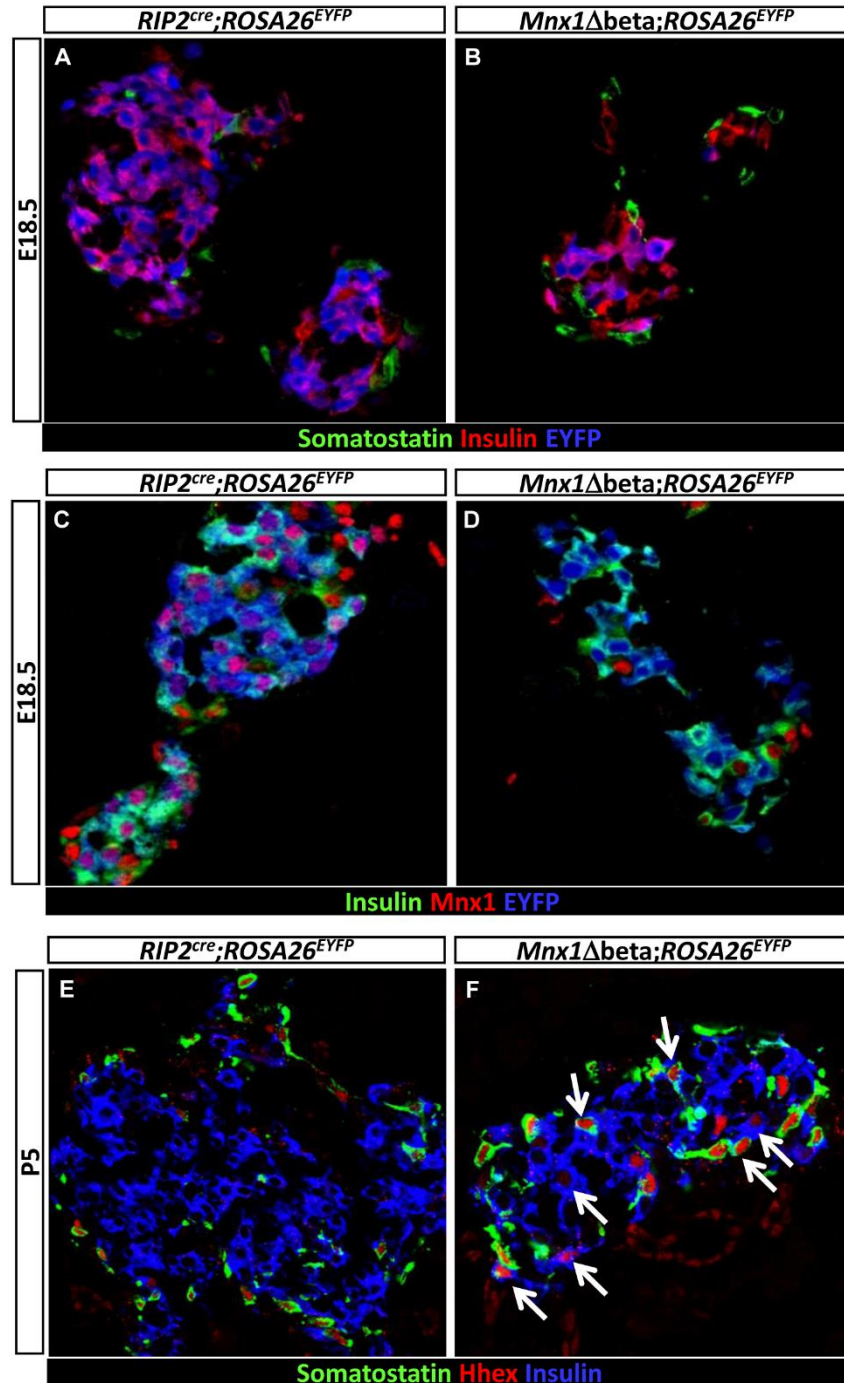 RIP2cre;ROSA26EYFP Mnx1Δbeta;ROSA26EYFP
A B
E18.5
Somatostatin Insulin EYFP
RIP2cre;ROSA26EYFP Mnx1Δbeta;ROSA26EYFP
C D
E18.5
Insulin Mnx1 EYFP
RIP2cre;ROSA26EYFP Mnx1Δbeta;ROSA26EYFP
E F
P5
Somatostatin Hhex Insulin